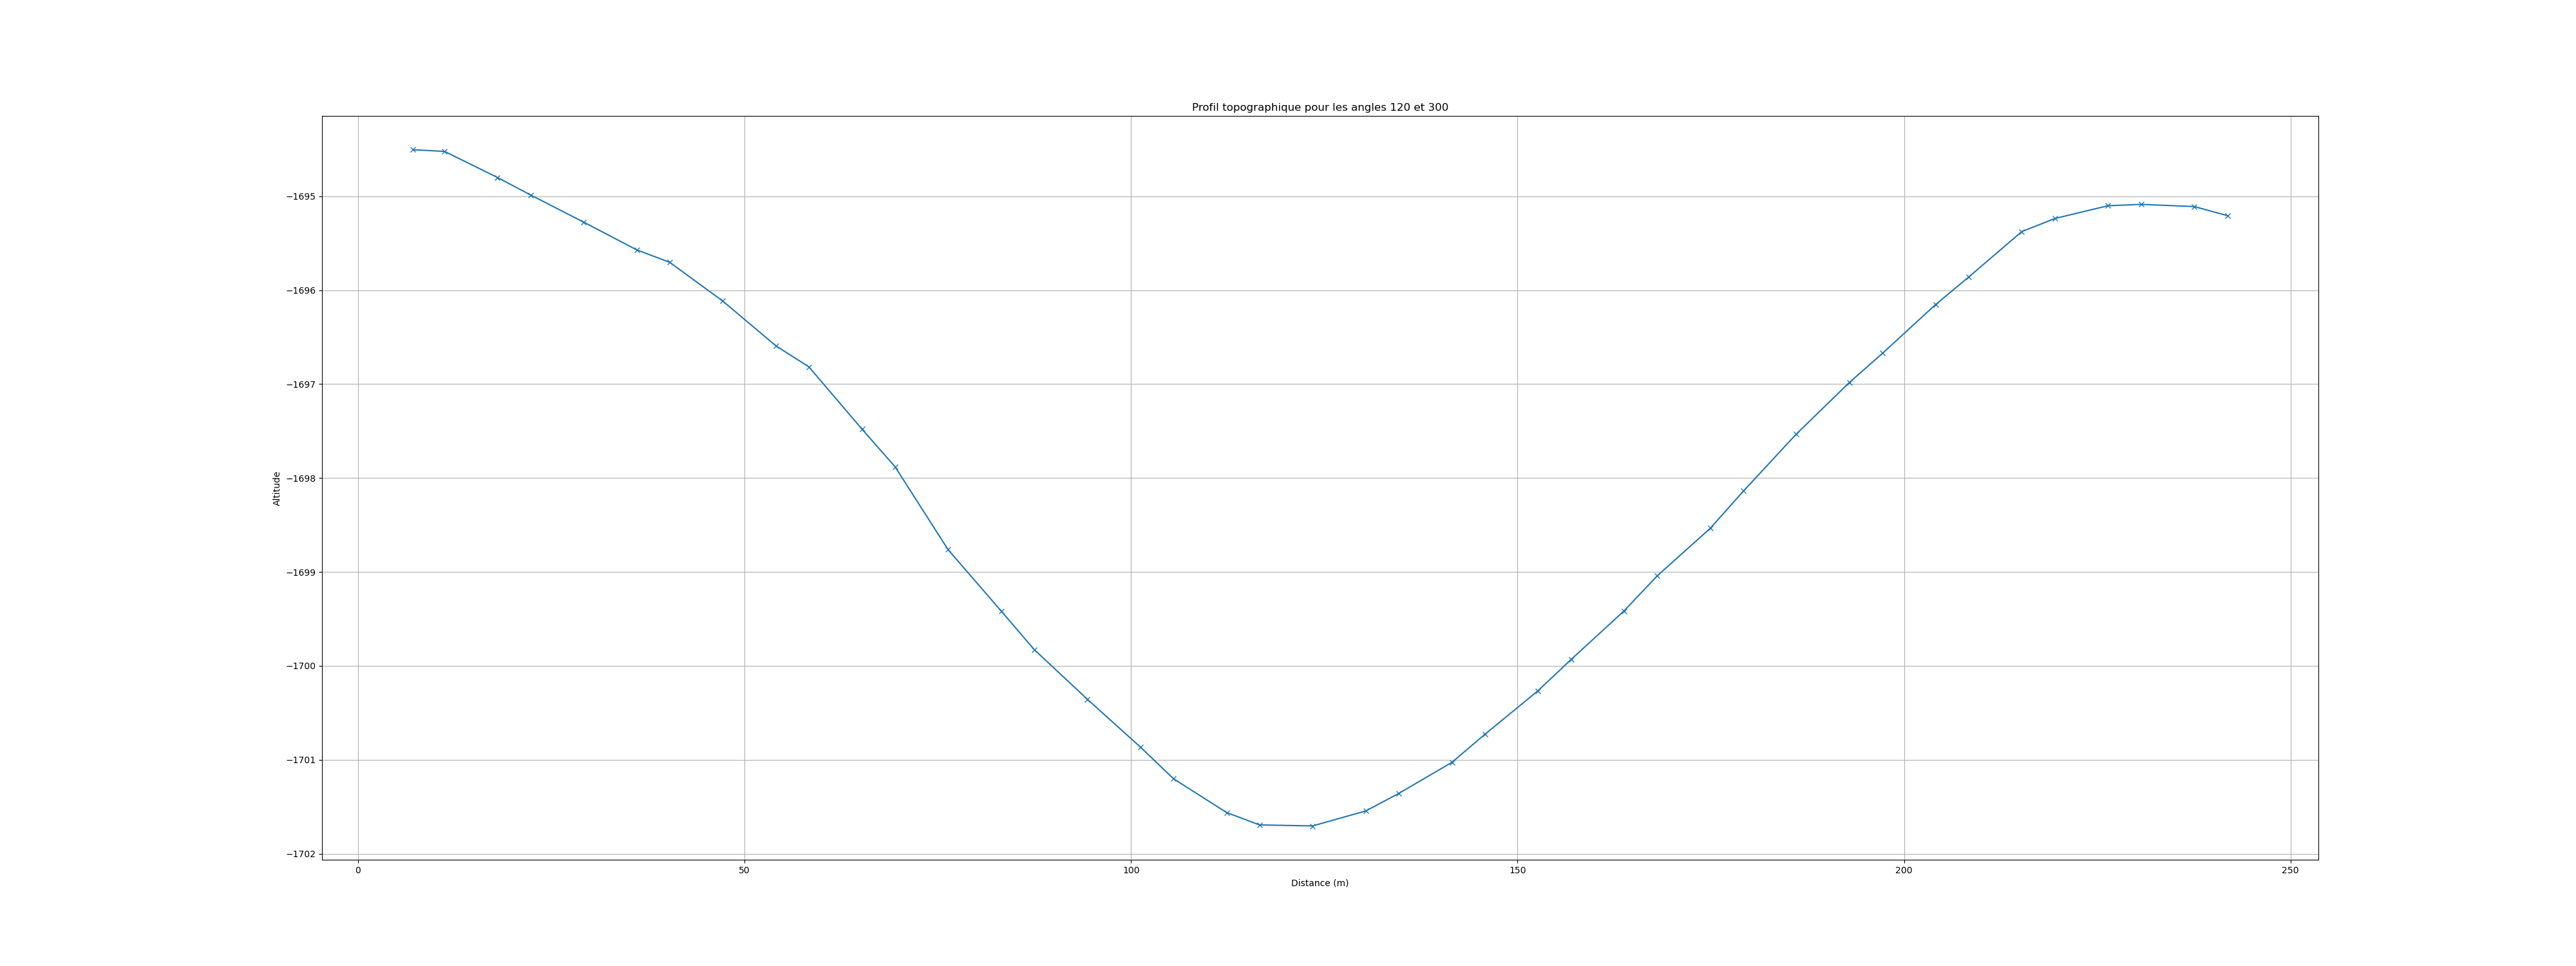 Profil topographique pour les angles 120 et 300
Altitude
−1695
−1696
−1697
−1698
−1699
−1700
−1701
−1702
0 50 100 150 200 250
Distance (m)